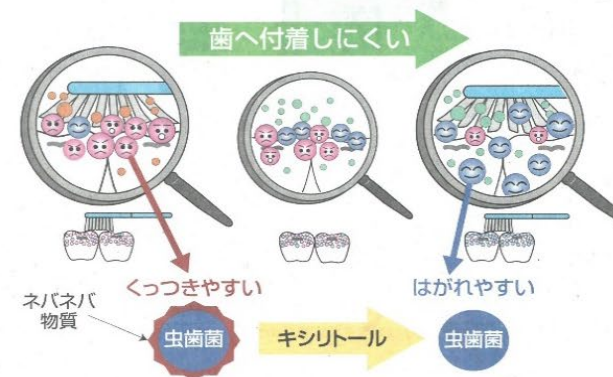 歯へ付着しにくい
くっつきやすい
はがれやすい
ネバネバ
物質
虫歯菌
キシリトール
虫歯菌